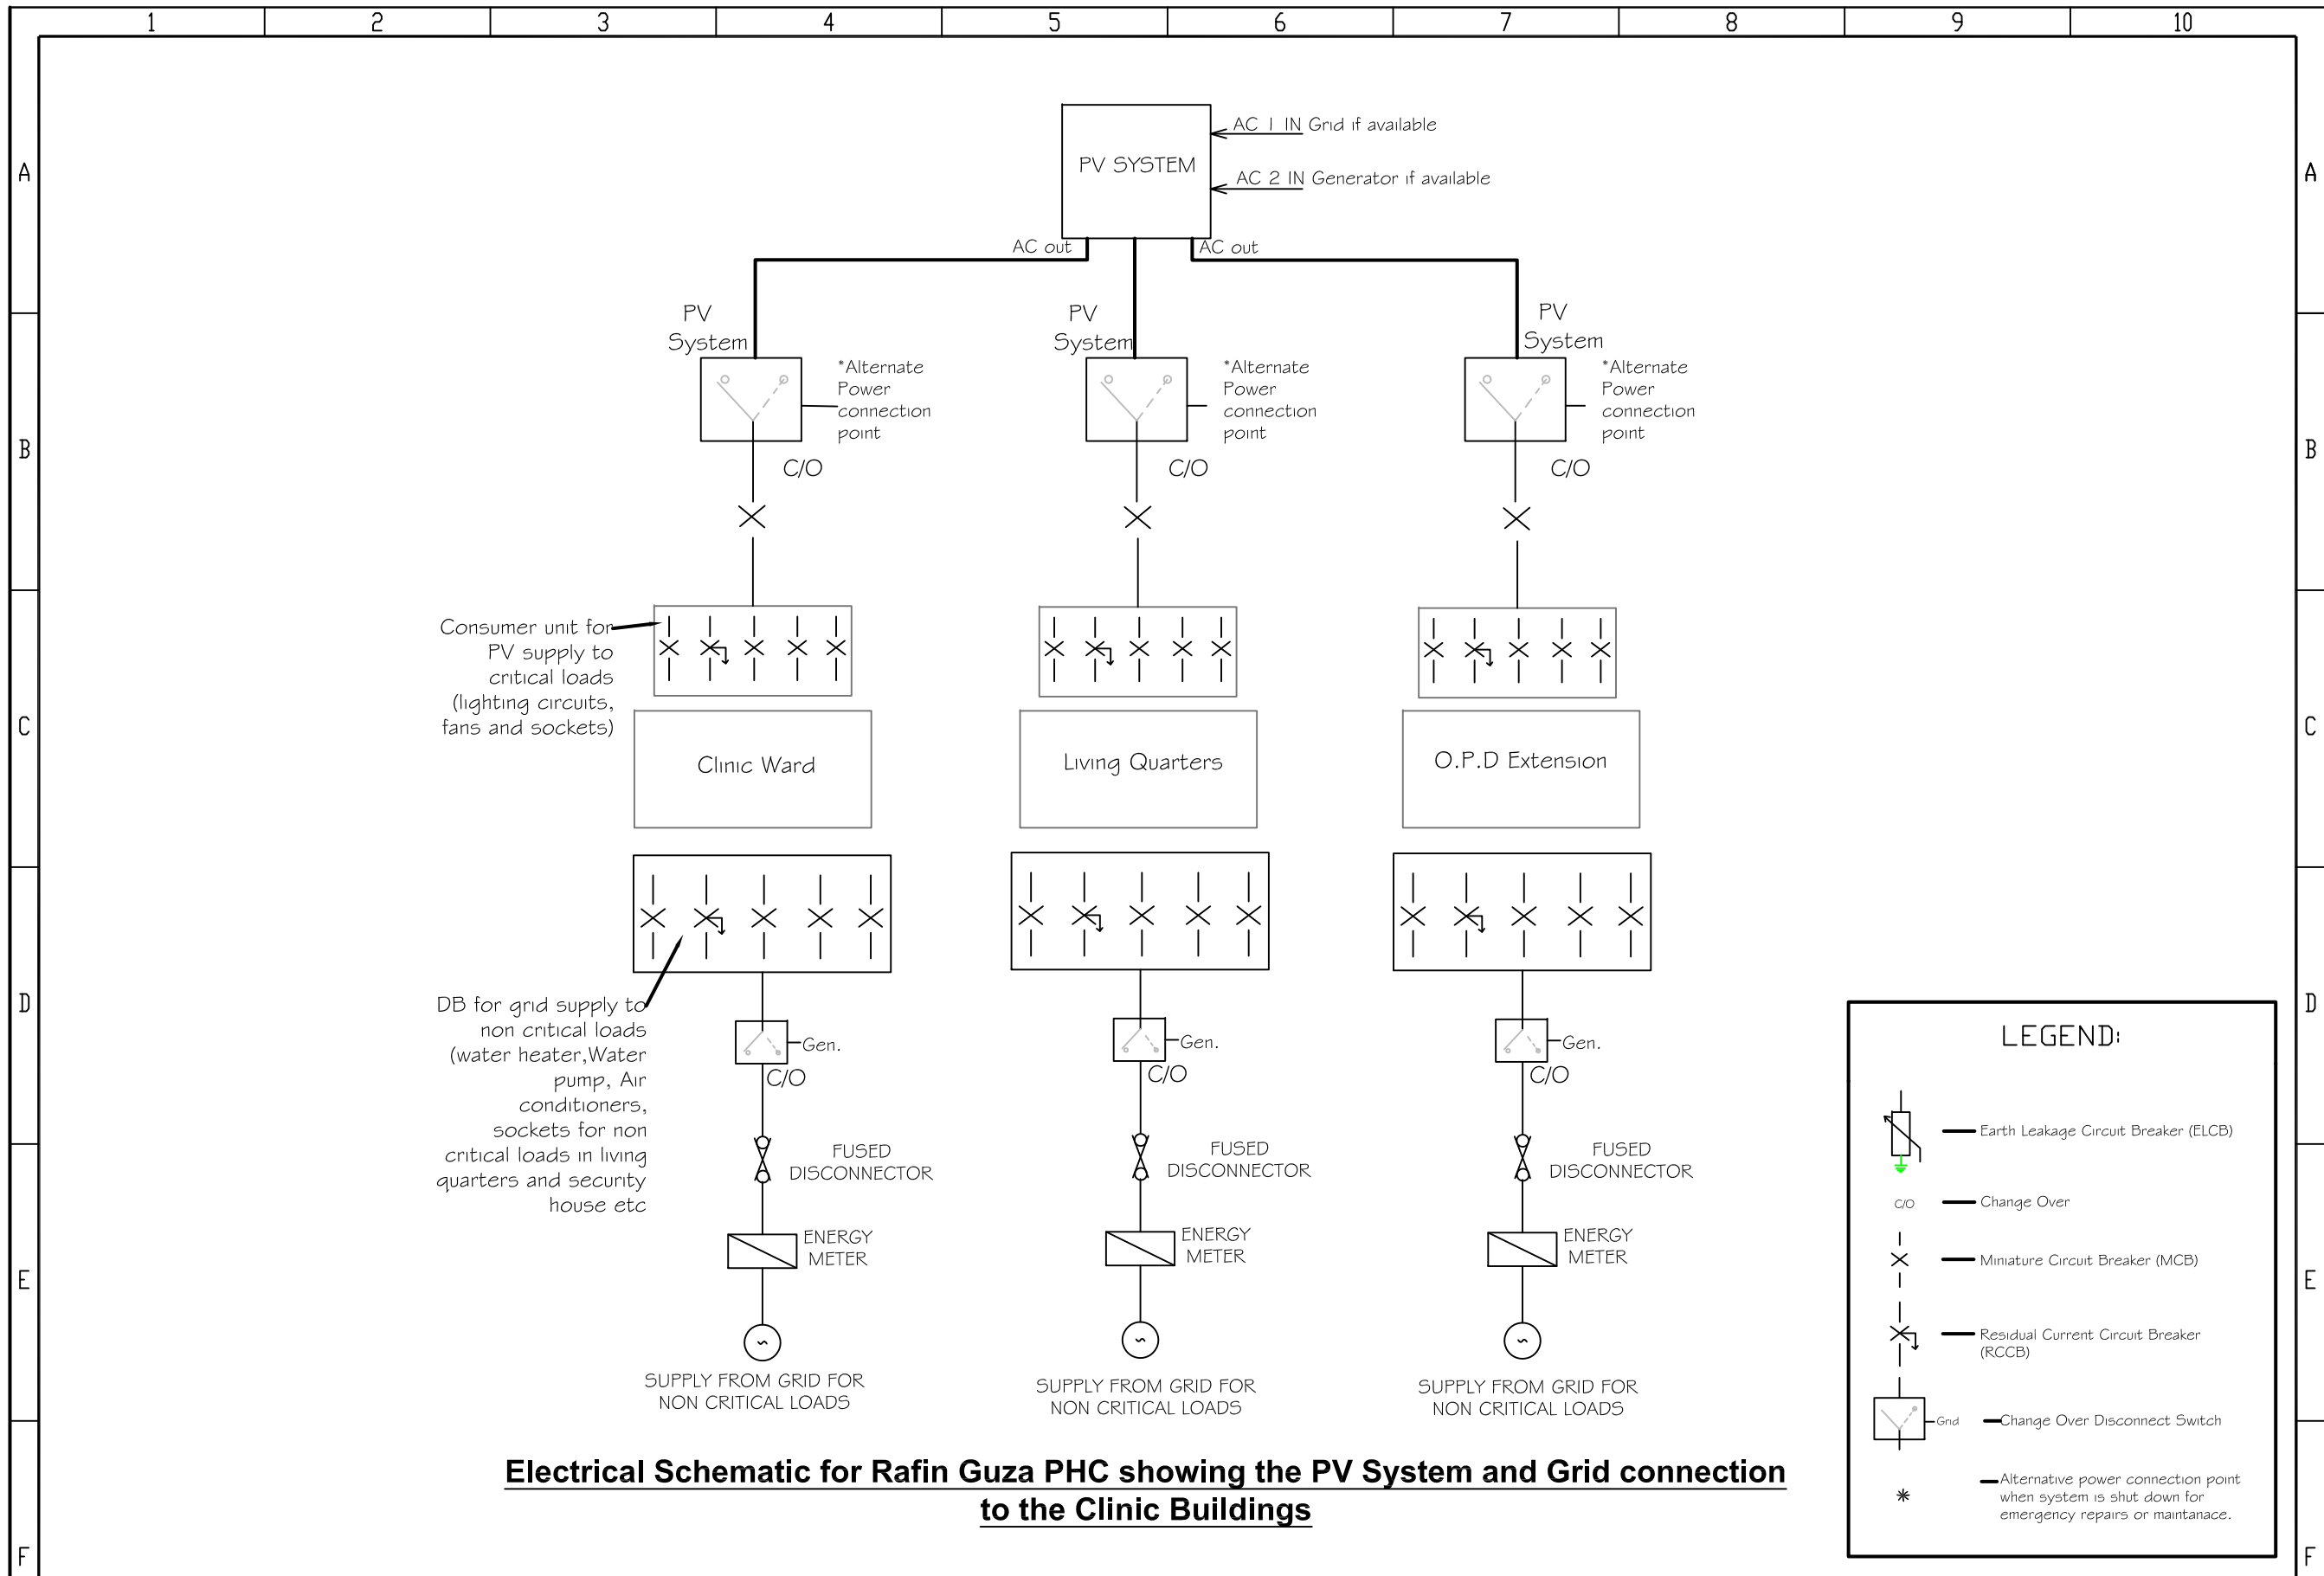 1 2 3 4 5 6 7 8 9 10
A A
AC 1 IN Grid if available
PV SYSTEM
AC 2 IN Generator if available
AC out
AC out
PV
System
PV
System
PV
System
*Alternate
Power
connection
point
*Alternate
Power
connection
point
*Alternate
Power
connection
point
B B
C/O
C/O
C/O
Consumer unit for
PV supply to
critical loads
(lighting circuits,
fans and sockets)
C C
Clinic Ward
Living Quarters
O.P.D Extension
D D
DB for grid supply to
non critical loads
(water heater,Water
pump, Air
conditioners,
sockets for non
critical loads in living
quarters and security
house etc
Gen.
C/O
Gen.
C/O
Gen.
C/O
FUSED
DISCONNECTOR
FUSED
DISCONNECTOR
FUSED
DISCONNECTOR
ENERGY
METER
ENERGY
METER
ENERGY
METER
E E
~
~
~
SUPPLY FROM GRID FOR
NON CRITICAL LOADS
SUPPLY FROM GRID FOR
NON CRITICAL LOADS
SUPPLY FROM GRID FOR
NON CRITICAL LOADS
LEGEND:
Earth Leakage Circuit Breaker (ELCB)
C/O Change Over
Miniature Circuit Breaker (MCB)
Residual Current Circuit Breaker
(RCCB)
Grid Change Over Disconnect Switch
* Alternative power connection point
when system is shut down for
emergency repairs or maintanace.
Electrical Schematic for Rafin Guza PHC showing the PV System and Grid connection
to the Clinic Buildings
F F